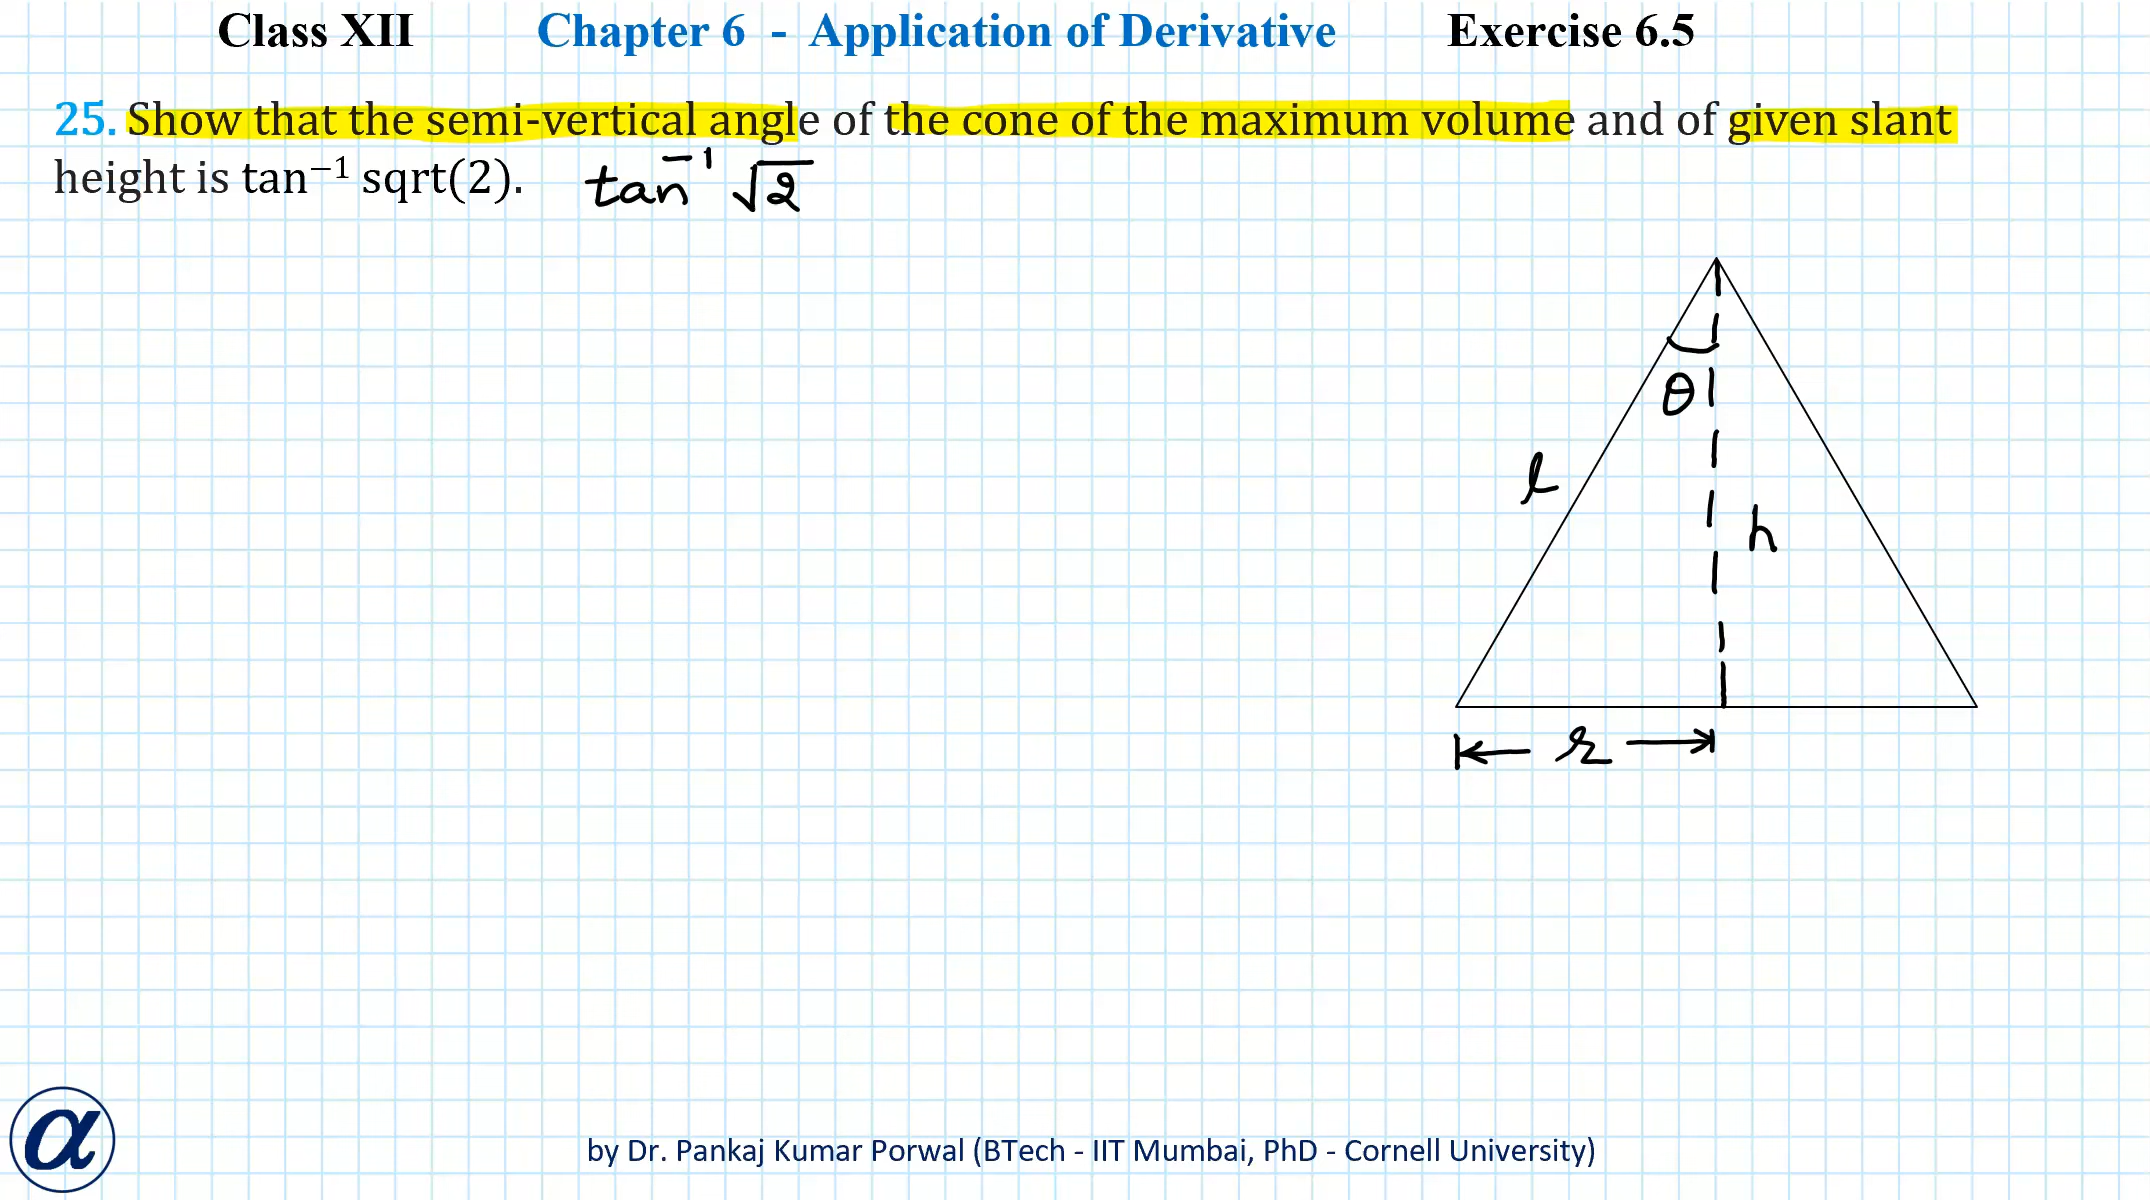 Class XII Chapter 6 - Application of Derivative Exercise 6.5
25. Show that the semi-vertical angle of the cone of the maximum volume and of given slant
height is tan⁻¹ sqrt(2). tan⁻¹ √2
θ
l
h
r
α
by Dr. Pankaj Kumar Porwal (BTech - IIT Mumbai, PhD - Cornell University)